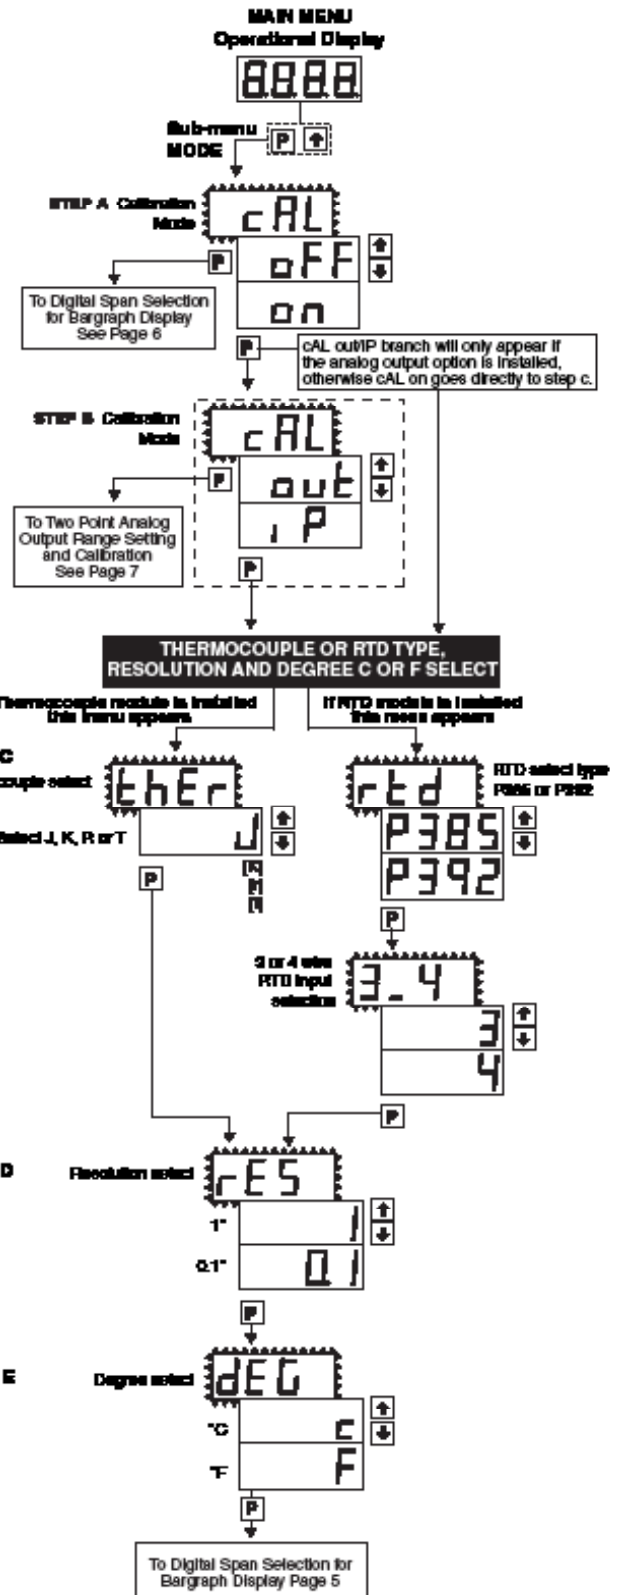 MAIN MENU
Operational Display
8.8.8.8.
Sub-menu
MODE
P
STEP A Calibration
Mode
cAL
oFF
on
P
To Digital Span Selection
for Bargraph Display
See Page 6
P
cAL out/IP branch will only appear if
the analog output option is installed,
otherwise cAL on goes directly to step c.
STEP B Calibration
Mode
cAL
out
iP
P
To Two Point Analog
Output Range Setting
and Calibration
See Page 7
P
THERMOCOUPLE OR RTD TYPE,
RESOLUTION AND DEGREE C OR F SELECT
Thermocouple module is installed
this menu appears
If RTD module is installed
this menu appears
C
couple select
thEr
Select J, K, R or T
J
P
rtd
RTD select type
P385 or P392
P385
P392
P
3 or 4 wire
RTD Input
selection
3_4
3
4
P
D
Resolution select
rES
1°
1
0.1°
0.1
P
E
Degree select
dEG
°C
c
°F
F
P
To Digital Span Selection for
Bargraph Display Page 5